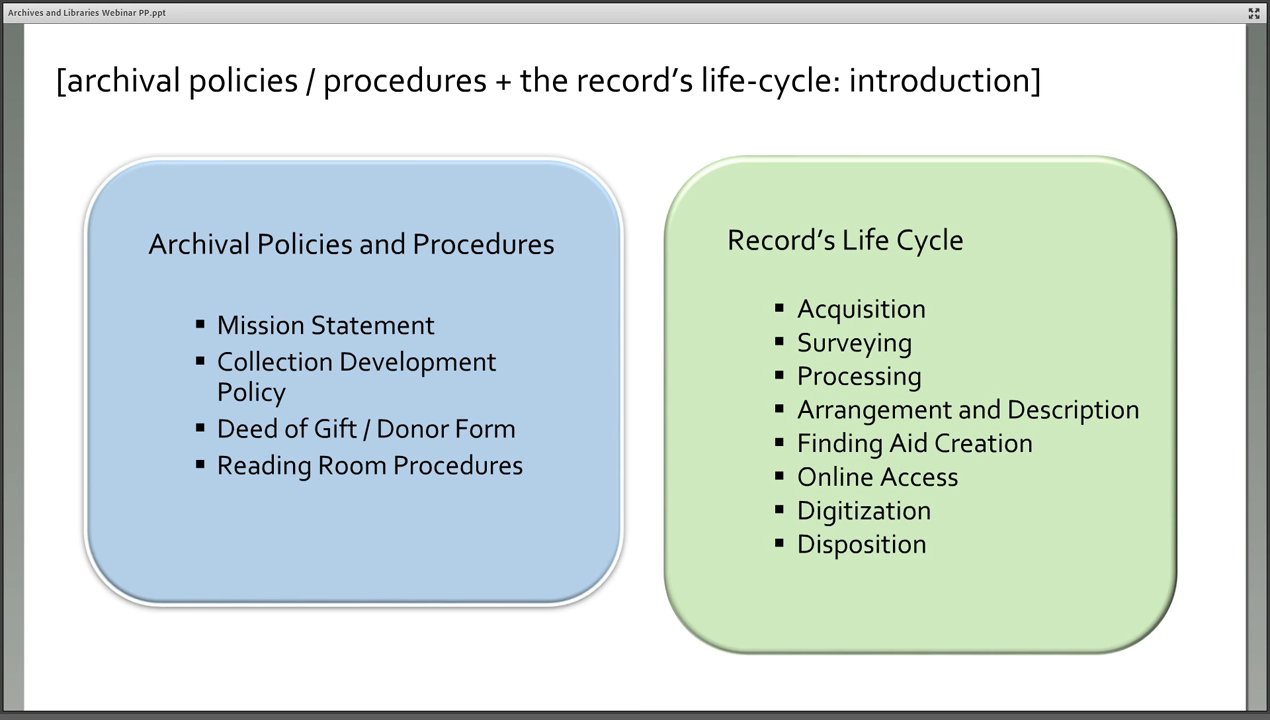 Archives and Libraries Webinar PP.ppt
[archival policies / procedures + the record’s life-cycle: introduction]
Archival Policies and Procedures
▪ Mission Statement
▪ Collection Development
Policy
▪ Deed of Gift / Donor Form
▪ Reading Room Procedures
Record’s Life Cycle
▪ Acquisition
▪ Surveying
▪ Processing
▪ Arrangement and Description
▪ Finding Aid Creation
▪ Online Access
▪ Digitization
▪ Disposition